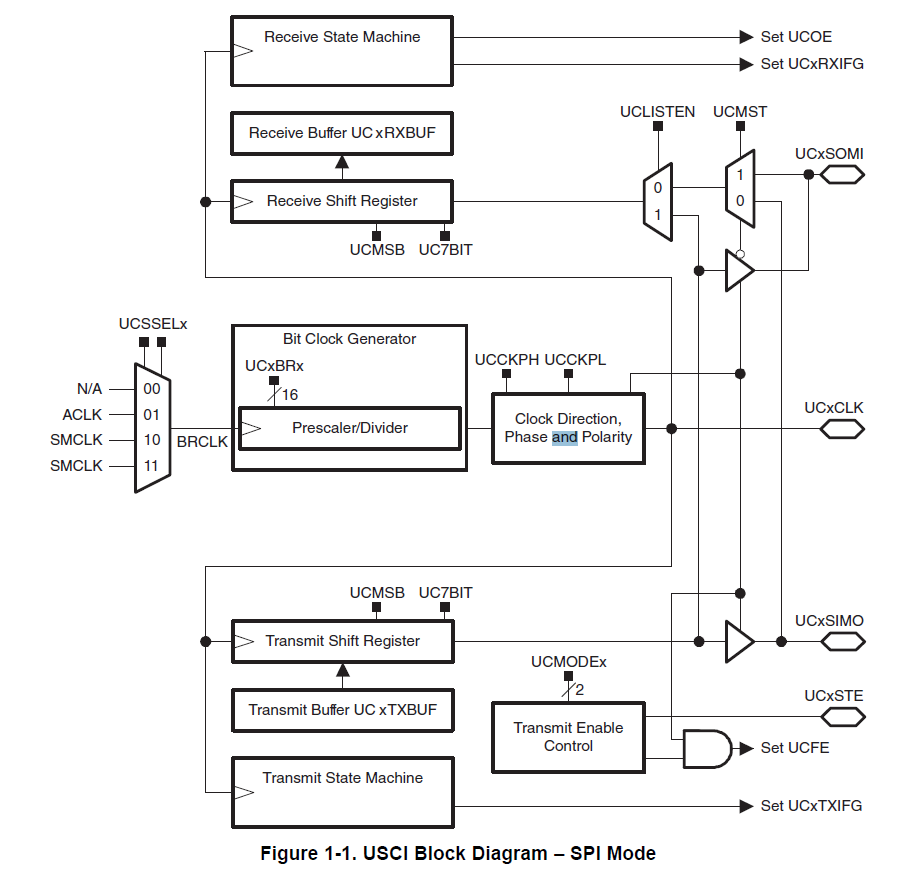 Receive State Machine
Set UCOE
Set UCxRXIFG
Receive Buffer UC xRXBUF
UCLISTEN
UCMST
UCxSOMI
1
0
0
1
Receive Shift Register
UCMSB
UC7BIT
UCSSELx
Bit Clock Generator
UCxBRx
16
UCCKPH
UCCKPL
N/A
00
ACLK
01
SMCLK
10
SMCLK
11
BRCLK
Prescaler/Divider
Clock Direction,
Phase and Polarity
UCxCLK
UCMSB
UC7BIT
Transmit Shift Register
UCxSIMO
UCMODEx
2
Transmit Buffer UC xTXBUF
UCxSTE
Transmit Enable
Control
Set UCFE
Transmit State Machine
Set UCxTXIFG
Figure 1-1. USCI Block Diagram – SPI Mode